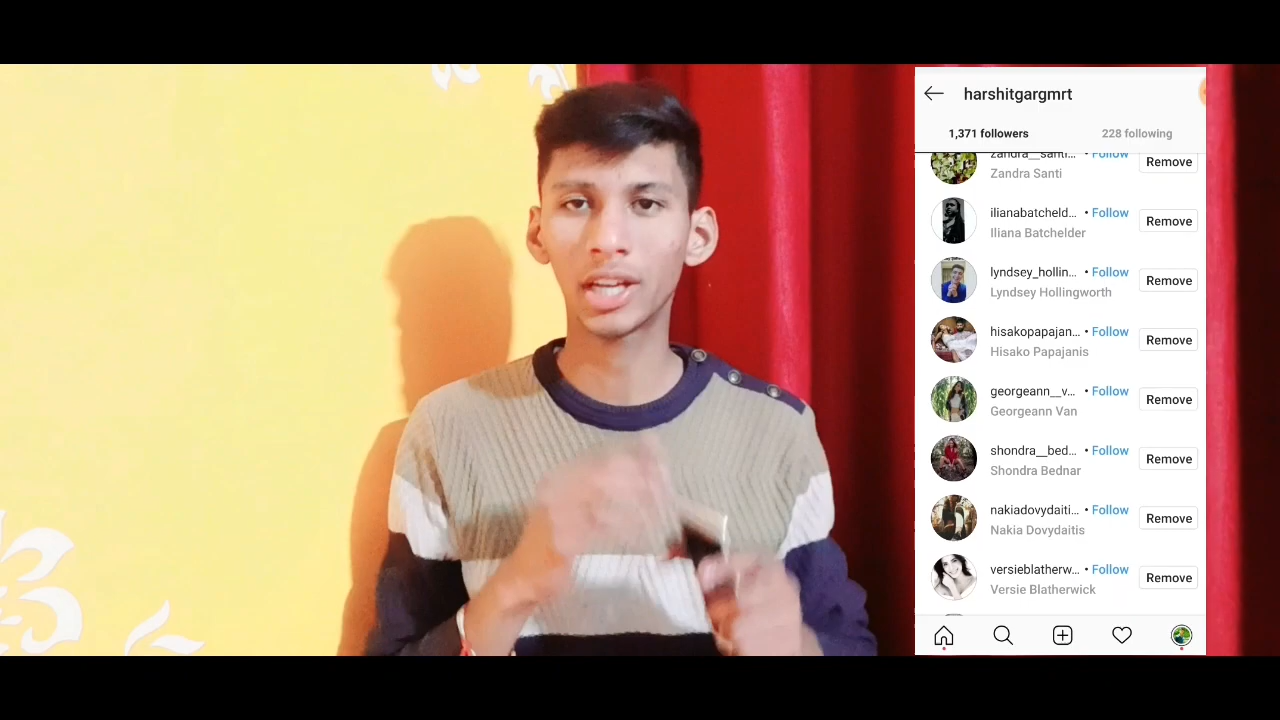 harshitgargmrt
1,371 followers
228 following
zandra__santi... • Follow
Zandra Santi
Remove
ilianabatcheld... • Follow
Iliana Batchelder
Remove
lyndsey_hollin... • Follow
Lyndsey Hollingworth
Remove
hisakopapajan... • Follow
Hisako Papajanis
Remove
georgeann__v... • Follow
Georgeann Van
Remove
shondra__bed... • Follow
Shondra Bednar
Remove
nakiadovydaiti... • Follow
Nakia Dovydaitis
Remove
versieblatherw... • Follow
Versie Blatherwick
Remove